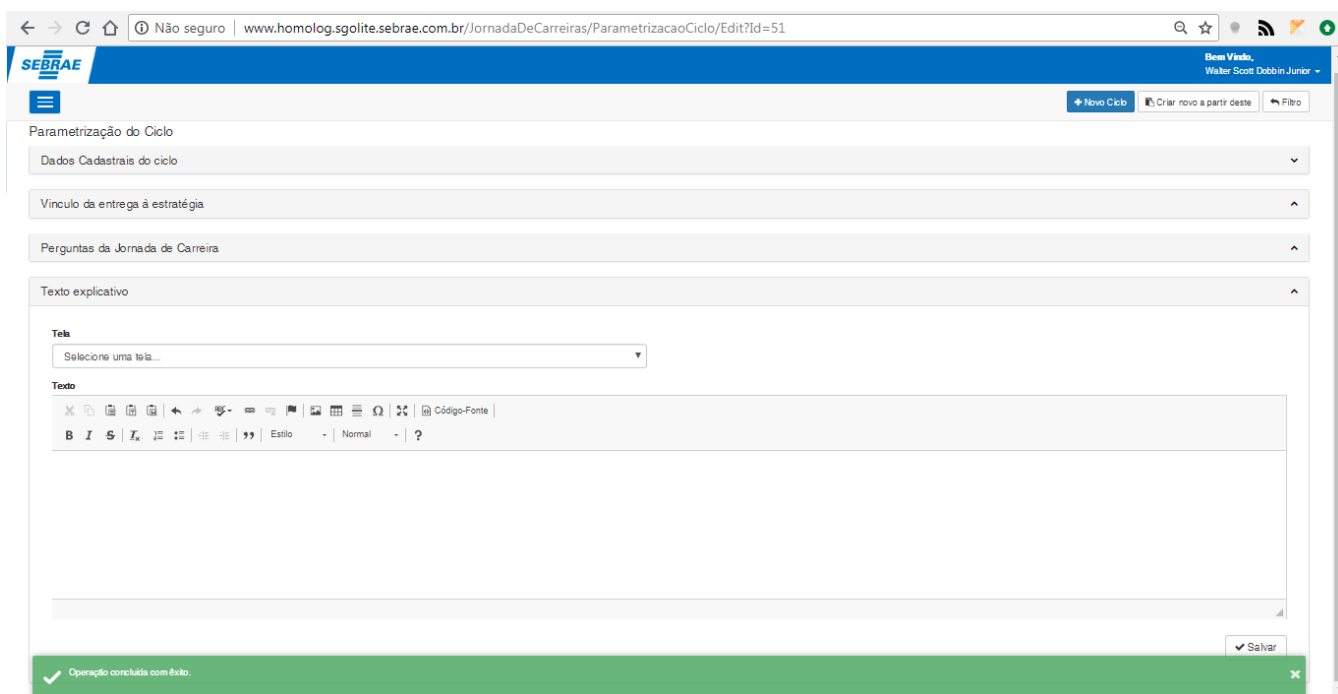 Não seguro | www.homolog.sgolite.sebrae.com.br/JornadaDeCarreiras/ParametrizacaoCiclo/Edit?Id=51
SEBRAE
Bem Vindo,
Walter Scott Dobbin Junior
Novo Ciclo Criar novo a partir deste Filtro
Parametrização do Ciclo
Dados Cadastrais do ciclo
Vinculo da entrega à estratégia
Perguntas da Jornada de Carreira
Texto explicativo
Tela
Selecione uma tela...
Texto
Ω Código-Fonte
B I S Ix Estilo Normal ?
Salvar
Operação concluída com êxito.